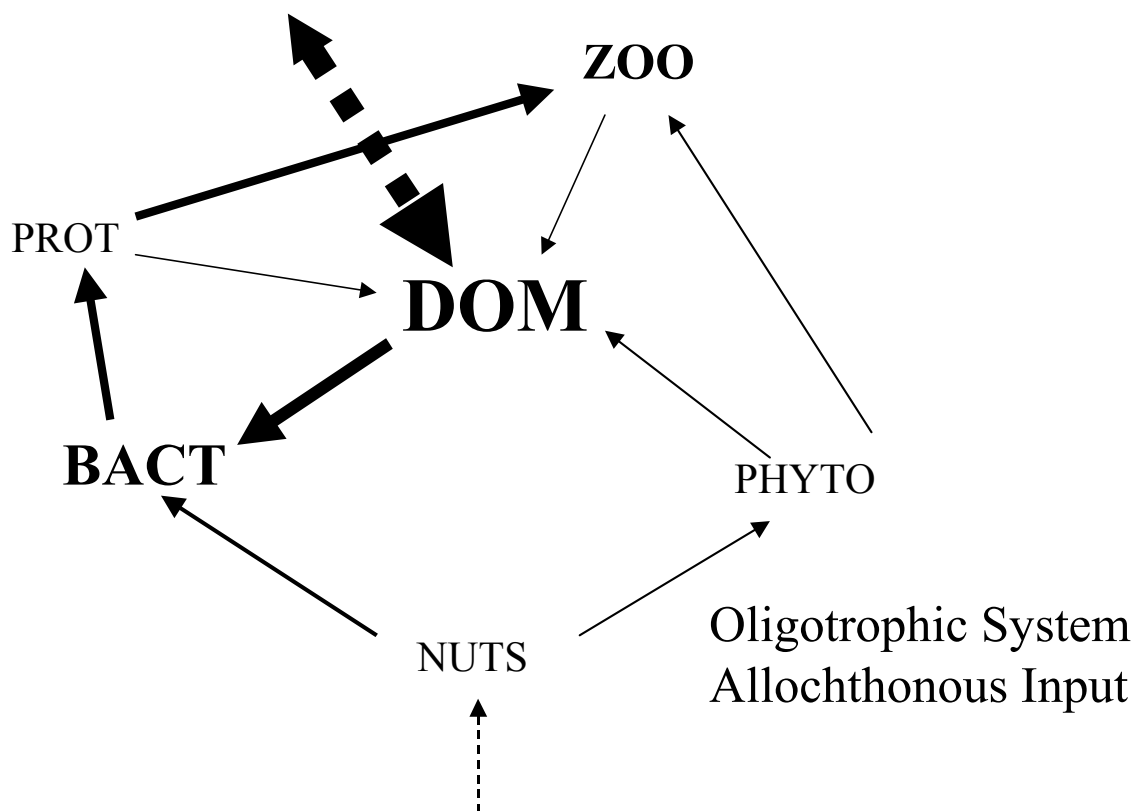 ZOO
PROT
DOM
BACT
PHYTO
NUTS
Oligotrophic System
Allochthonous Input